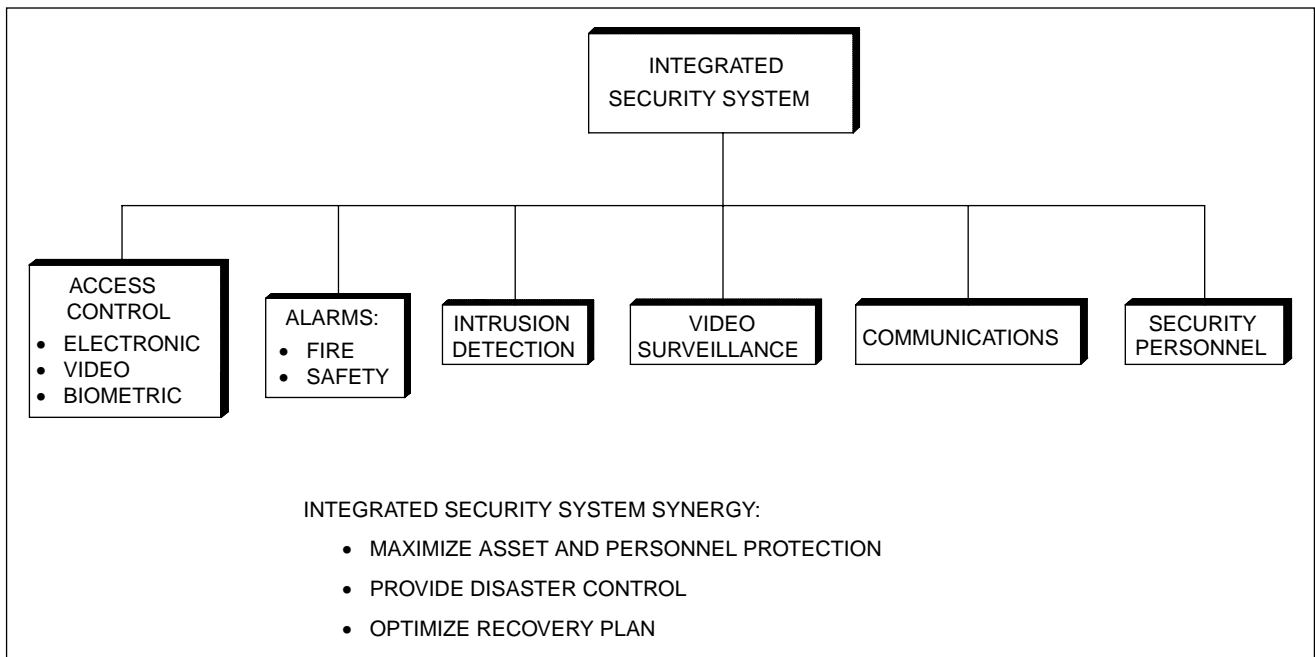 INTEGRATED
SECURITY SYSTEM
ACCESS
CONTROL
• ELECTRONIC
• VIDEO
• BIOMETRIC
ALARMS:
• FIRE
• SAFETY
INTRUSION
DETECTION
VIDEO
SURVEILLANCE
COMMUNICATIONS
SECURITY
PERSONNEL
INTEGRATED SECURITY SYSTEM SYNERGY:
• MAXIMIZE ASSET AND PERSONNEL PROTECTION
• PROVIDE DISASTER CONTROL
• OPTIMIZE RECOVERY PLAN